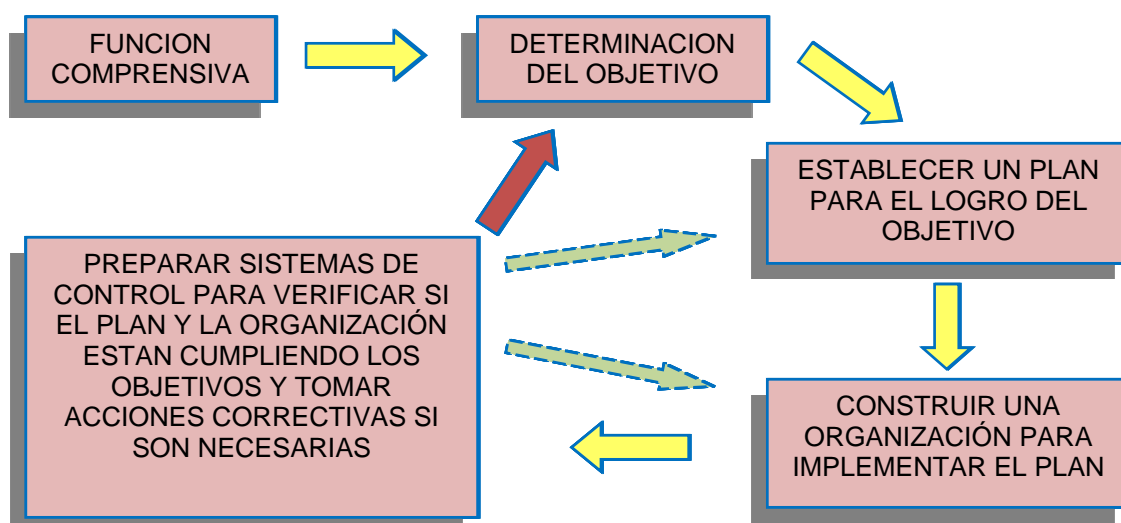 FUNCION
COMPRENSIVA
DETERMINACION
DEL OBJETIVO
ESTABLECER UN PLAN
PARA EL LOGRO DEL
OBJETIVO
PREPARAR SISTEMAS DE
CONTROL PARA VERIFICAR SI
EL PLAN Y LA ORGANIZACIÓN
ESTAN CUMPLIENDO LOS
OBJETIVOS Y TOMAR
ACCIONES CORRECTIVAS SI
SON NECESARIAS
CONSTRUIR UNA
ORGANIZACIÓN PARA
IMPLEMENTAR EL PLAN